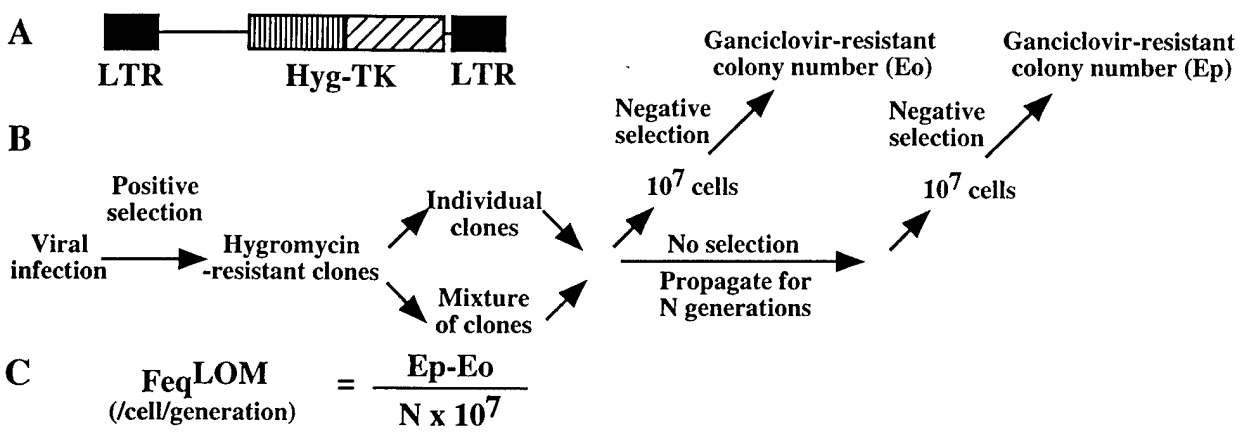 A
LTR
Hyg-TK
LTR
B
Viral
infection
Positive
selection
Hygromycin
-resistant clones
Individual
clones
Mixture
of clones
Negative
selection
10^7 cells
Ganciclovir-resistant
colony number (Eo)
No selection
Propagate for
N generations
Negative
selection
10^7 cells
Ganciclovir-resistant
colony number (Ep)
C
Feq^LOM
(/cell/generation)
=
Ep-Eo
N x 10^7